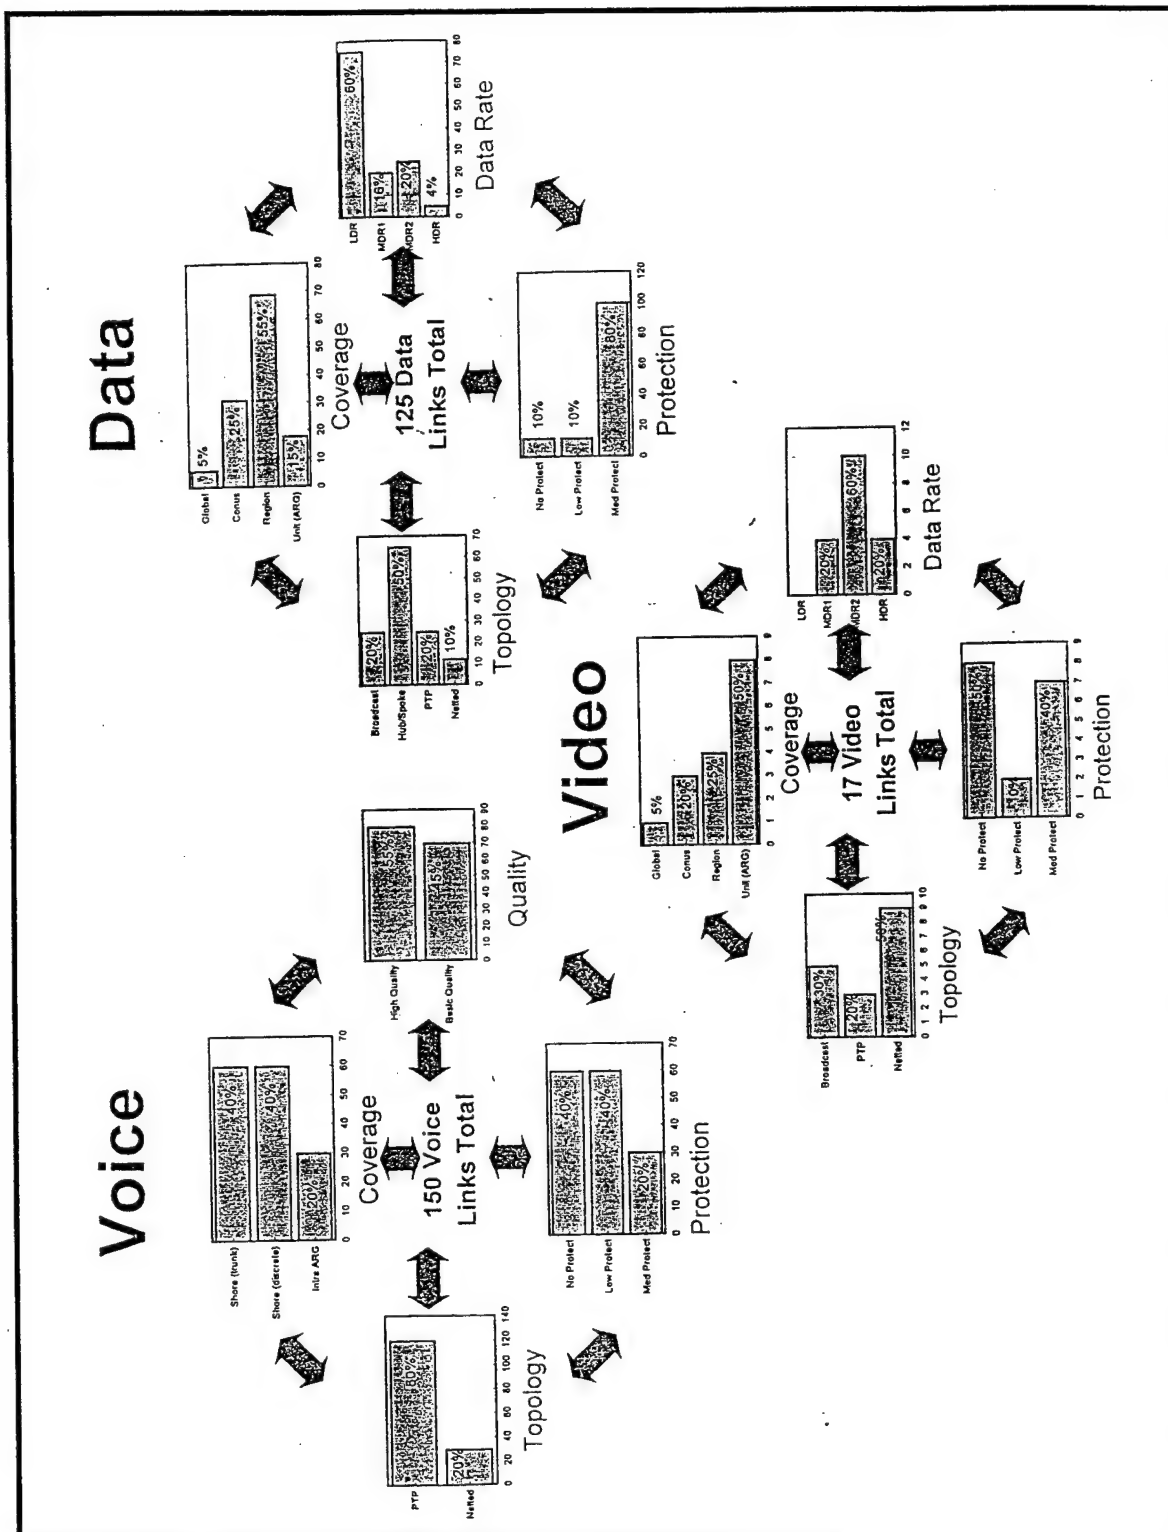 Voice
Shore (trunk)
Shore (discrete)
Intra ARG
40%
40%
20%
0 10 20 30 40 50 60 70
Coverage
PTP
Netted
80%
20%
0 20 40 60 80 100 120 140
Topology
150 Voice
Links Total
High Quality
Basic Quality
55%
45%
0 10 20 30 40 50 60 70 80 90
Quality
No Protect
Low Protect
Med Protect
40%
40%
20%
0 10 20 30 40 50 60 70
Protection
Data
Global
Conus
Region
Unit (ARG)
5%
25%
55%
15%
0 10 20 30 40 50 60 70 80
Coverage
Broadcast
Hub/Spoke
PTP
Netted
20%
50%
20%
10%
0 10 20 30 40 50 60 70
Topology
125 Data
Links Total
LDR
MDR1
MDR2
HDR
60%
16%
20%
4%
0 10 20 30 40 50 60 70 80
Data Rate
No Protect
Low Protect
Med Protect
10%
10%
80%
0 20 40 60 80 100 120
Protection
Video
Global
Conus
Region
Unit (ARG)
5%
20%
25%
50%
0 1 2 3 4 5 6 7 8 9
Coverage
Broadcast
PTP
Netted
30%
20%
50%
0 1 2 3 4 5 6 7 8 9 10
Topology
17 Video
Links Total
LDR
MDR1
MDR2
HDR
20%
60%
20%
0 2 4 6 8 10 12
Data Rate
No Protect
Low Protect
Med Protect
50%
10%
40%
0 1 2 3 4 5 6 7 8 9
Protection